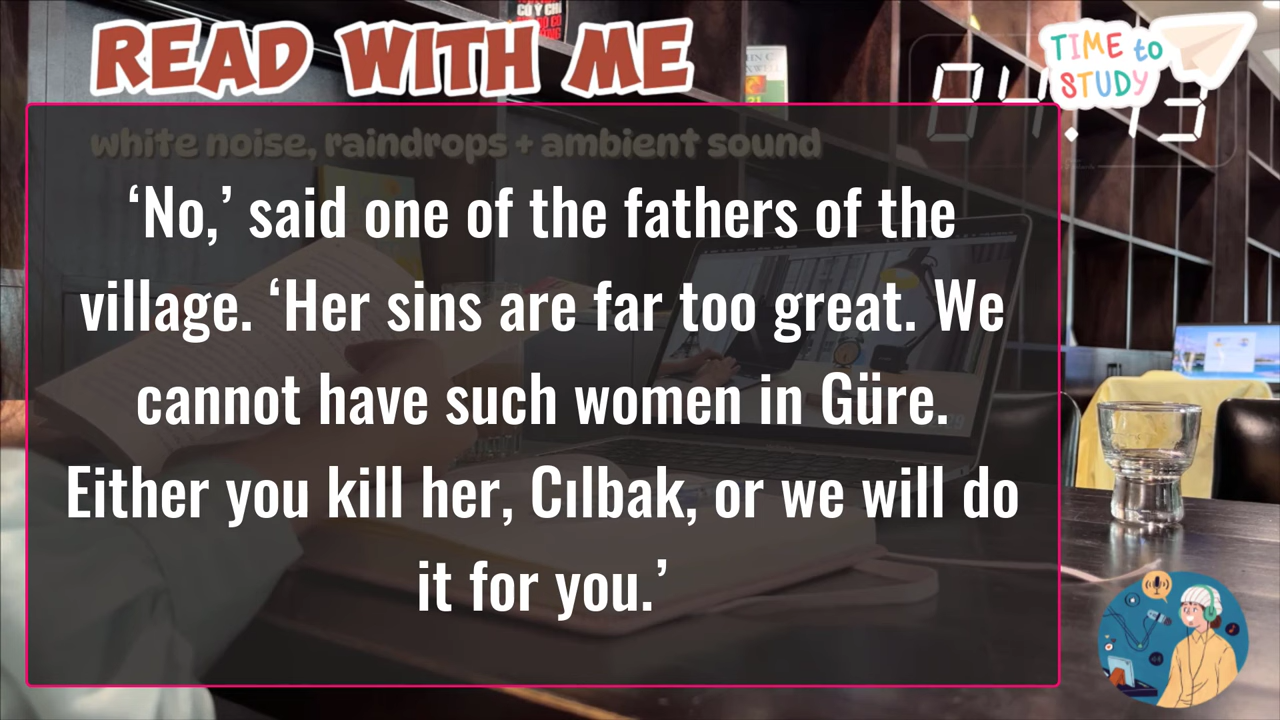 READ WITH ME
TIME to
STUDY
white noise, raindrops + ambient sound
‘No,’ said one of the fathers of the
village. ‘Her sins are far too great. We
cannot have such women in Güre.
Either you kill her, Cılbak, or we will do
it for you.’